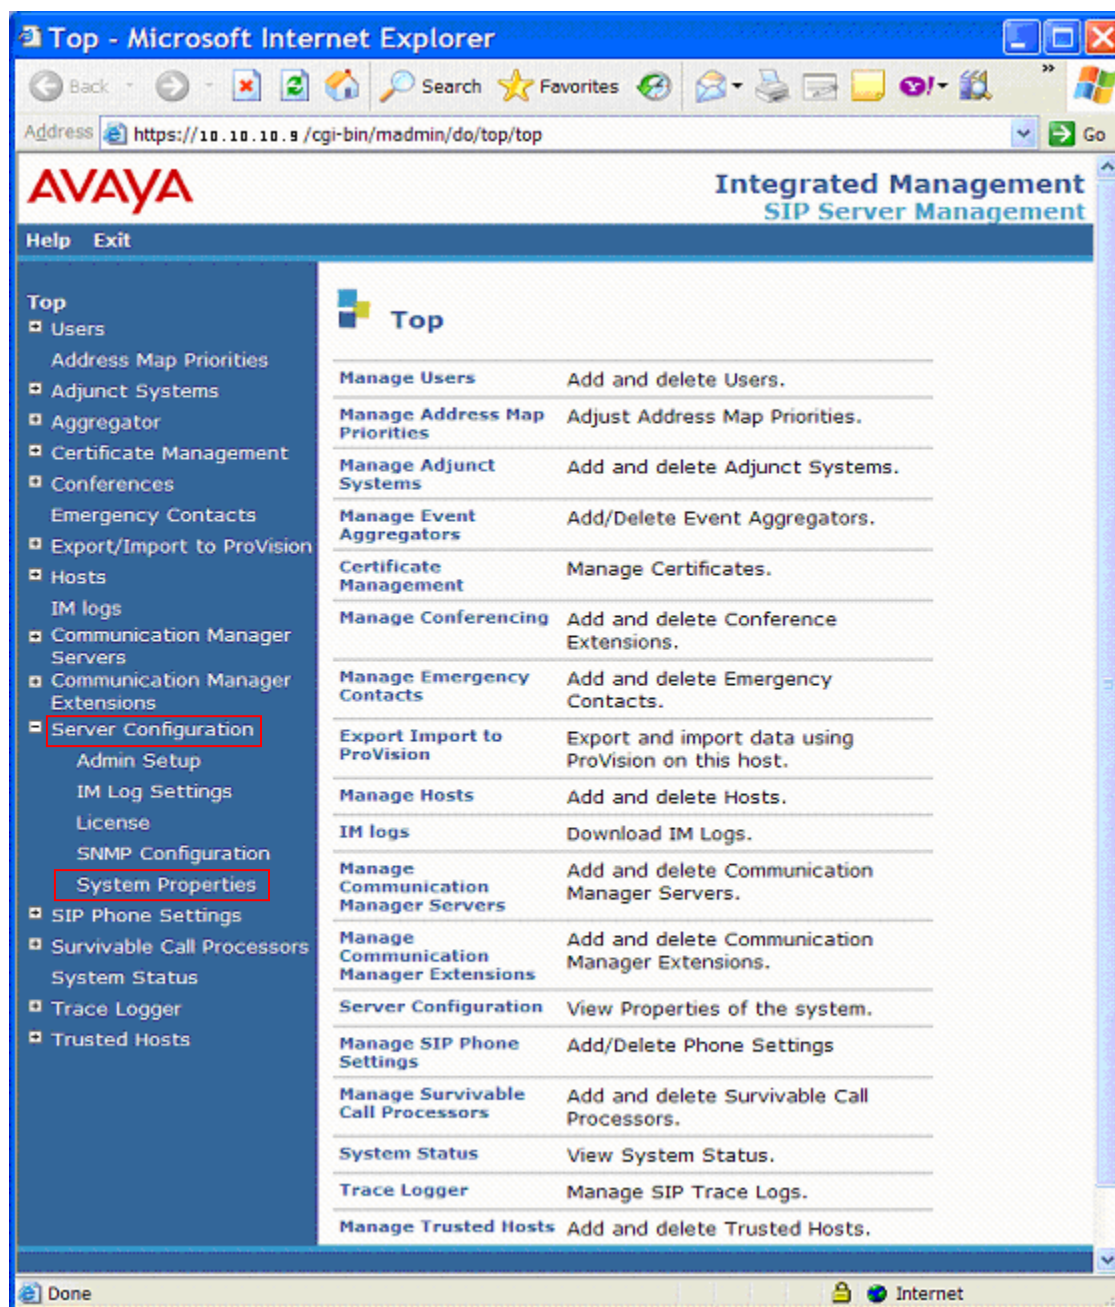 Top - Microsoft Internet Explorer
Back Search Favorites
Address https://10.10.10.9/cgi-bin/madmin/do/top/top Go
AVAYA
Integrated Management
SIP Server Management
Help Exit
Top
Users
Address Map Priorities
Adjunct Systems
Aggregator
Certificate Management
Conferences
Emergency Contacts
Export/Import to ProVision
Hosts
IM logs
Communication Manager
Servers
Communication Manager
Extensions
Server Configuration
Admin Setup
IM Log Settings
License
SNMP Configuration
System Properties
SIP Phone Settings
Survivable Call Processors
System Status
Trace Logger
Trusted Hosts
Top
Manage Users Add and delete Users.
Manage Address Map Adjust Address Map Priorities.
Priorities
Manage Adjunct Add and delete Adjunct Systems.
Systems
Manage Event Add/Delete Event Aggregators.
Aggregators
Certificate Manage Certificates.
Management
Manage Conferencing Add and delete Conference
Extensions.
Manage Emergency Add and delete Emergency
Contacts Contacts.
Export Import to Export and import data using
ProVision ProVision on this host.
Manage Hosts Add and delete Hosts.
IM logs Download IM Logs.
Manage Add and delete Communication
Communication Manager Servers.
Manager Servers
Manage Add and delete Communication
Communication Manager Extensions.
Manager Extensions
Server Configuration View Properties of the system.
Manage SIP Phone Add/Delete Phone Settings
Settings
Manage Survivable Add and delete Survivable Call
Call Processors Processors.
System Status View System Status.
Trace Logger Manage SIP Trace Logs.
Manage Trusted Hosts Add and delete Trusted Hosts.
Done Internet